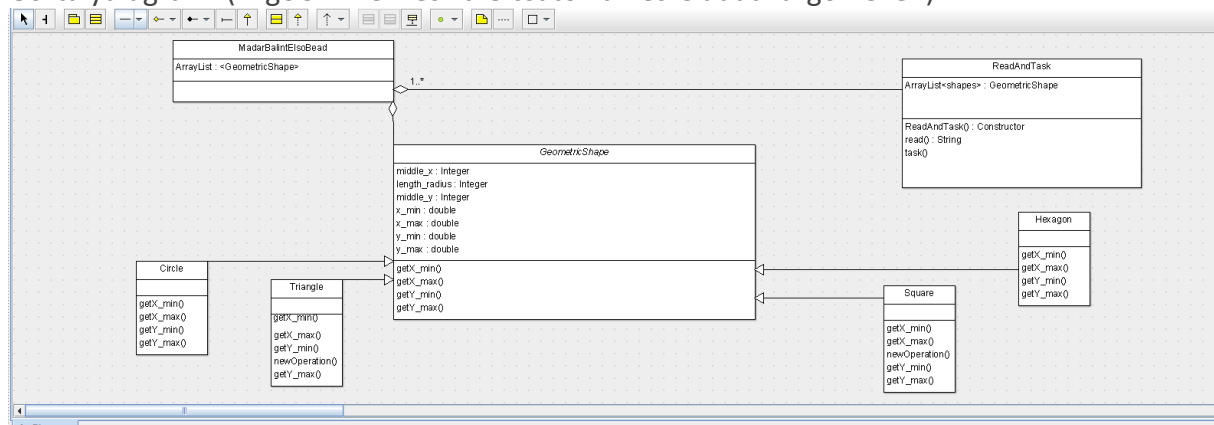 MadarBalintElsoBead
ArrayList : <GeometricShape>
1..*
ReadAndTask
ArrayList<shapes> : GeometricShape
ReadAndTask() : Constructor
read() : String
task()
GeometricShape
middle_x : Integer
length_radius : Integer
middle_y : Integer
x_min : double
x_max : double
y_min : double
y_max : double
getX_min()
getX_max()
getY_min()
getY_max()
Circle
getX_min()
getX_max()
getY_min()
getY_max()
Triangle
getX_min()
getX_max()
getY_min()
newOperation()
getY_max()
Square
getX_min()
getX_max()
newOperation()
getY_min()
getY_max()
Hexagon
getX_min()
getX_max()
getY_min()
getY_max()